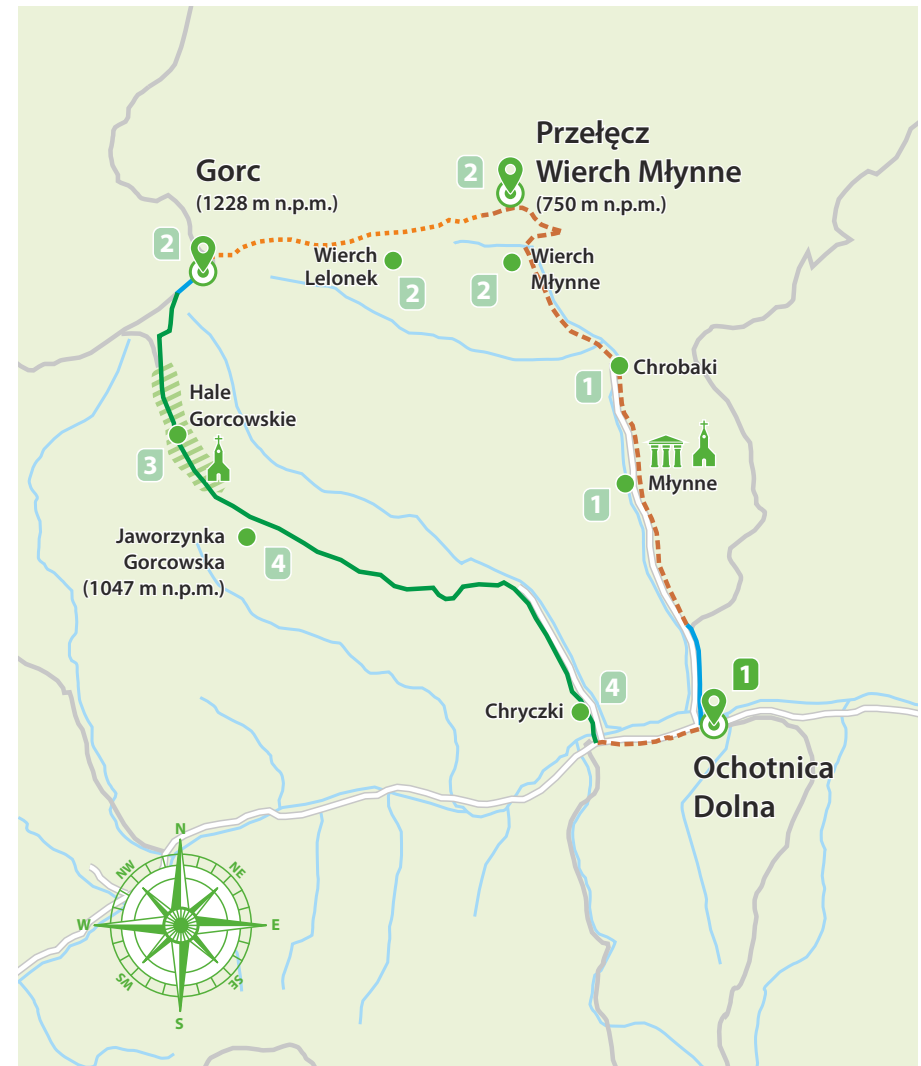 Przełęcz
Wierch Młynne
(750 m n.p.m.)
2
Gorc
(1228 m n.p.m.)
2
Wierch
Lelonek
2
Wierch
Młynne
2
Chrobaki
1
Hale
Gorcowskie
3
Młynne
1
Jaworzynka
Gorcowska
(1047 m n.p.m.)
4
4
Chryczki
1
Ochotnica
Dolna
N
NW
NE
W
E
WS
SE
S